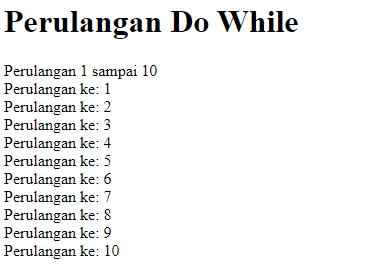 Perulangan Do While
Perulangan 1 sampai 10
Perulangan ke: 1
Perulangan ke: 2
Perulangan ke: 3
Perulangan ke: 4
Perulangan ke: 5
Perulangan ke: 6
Perulangan ke: 7
Perulangan ke: 8
Perulangan ke: 9
Perulangan ke: 10